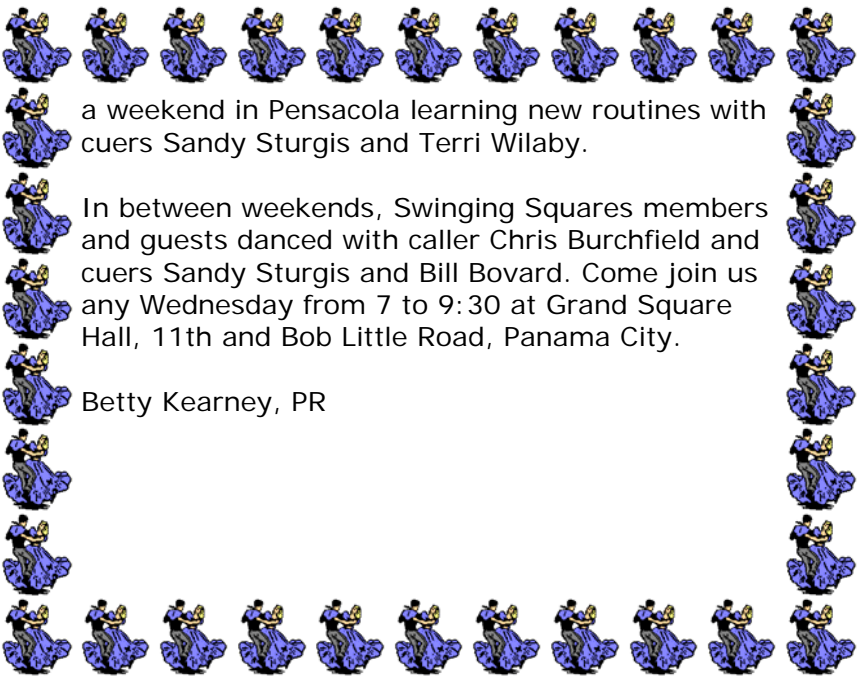 a weekend in Pensacola learning new routines with
cuers Sandy Sturgis and Terri Wilaby.
In between weekends, Swinging Squares members
and guests danced with caller Chris Burchfield and
cuers Sandy Sturgis and Bill Bovard. Come join us
any Wednesday from 7 to 9:30 at Grand Square
Hall, 11th and Bob Little Road, Panama City.
Betty Kearney, PR